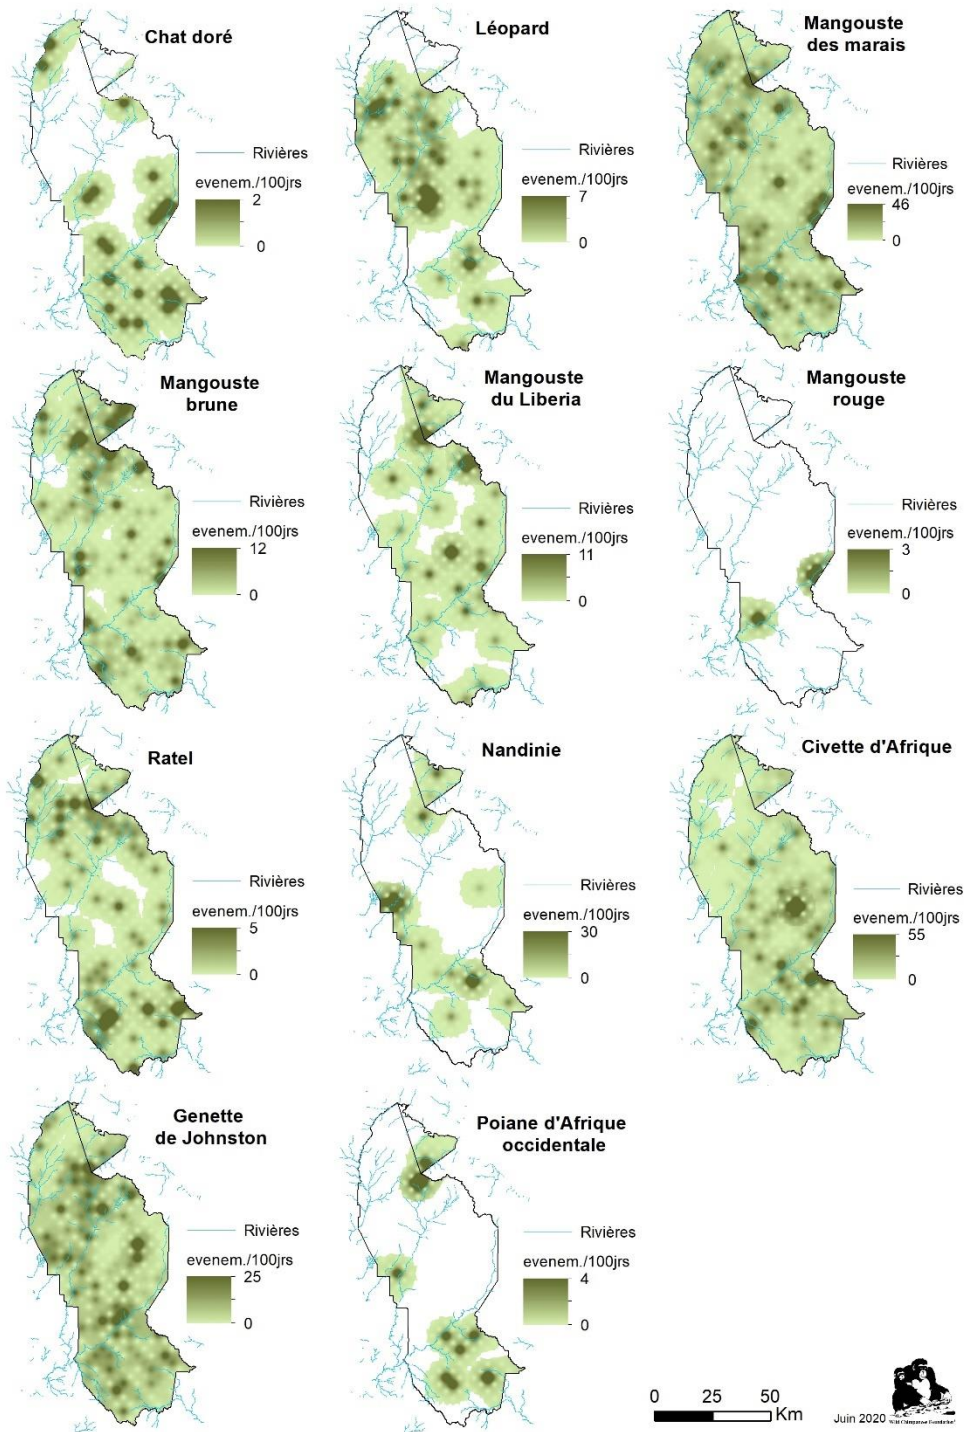 Chat doré
Rivières
evenem./100jrs
2
0
Léopard
Rivières
evenem./100jrs
7
0
Mangouste
des marais
Rivières
evenem./100jrs
46
0
Mangouste
brune
Rivières
evenem./100jrs
12
0
Mangouste
du Liberia
Rivières
evenem./100jrs
11
0
Mangouste
rouge
Rivières
evenem./100jrs
3
0
Ratel
Rivières
evenem./100jrs
5
0
Nandinie
Rivières
evenem./100jrs
30
0
Civette d'Afrique
Rivières
evenem./100jrs
55
0
Genette
de Johnston
Rivières
evenem./100jrs
25
0
Poiane d'Afrique
occidentale
Rivières
evenem./100jrs
4
0
0 25 50
Km
Juin 2020
Wild Chimpanzee Foundation